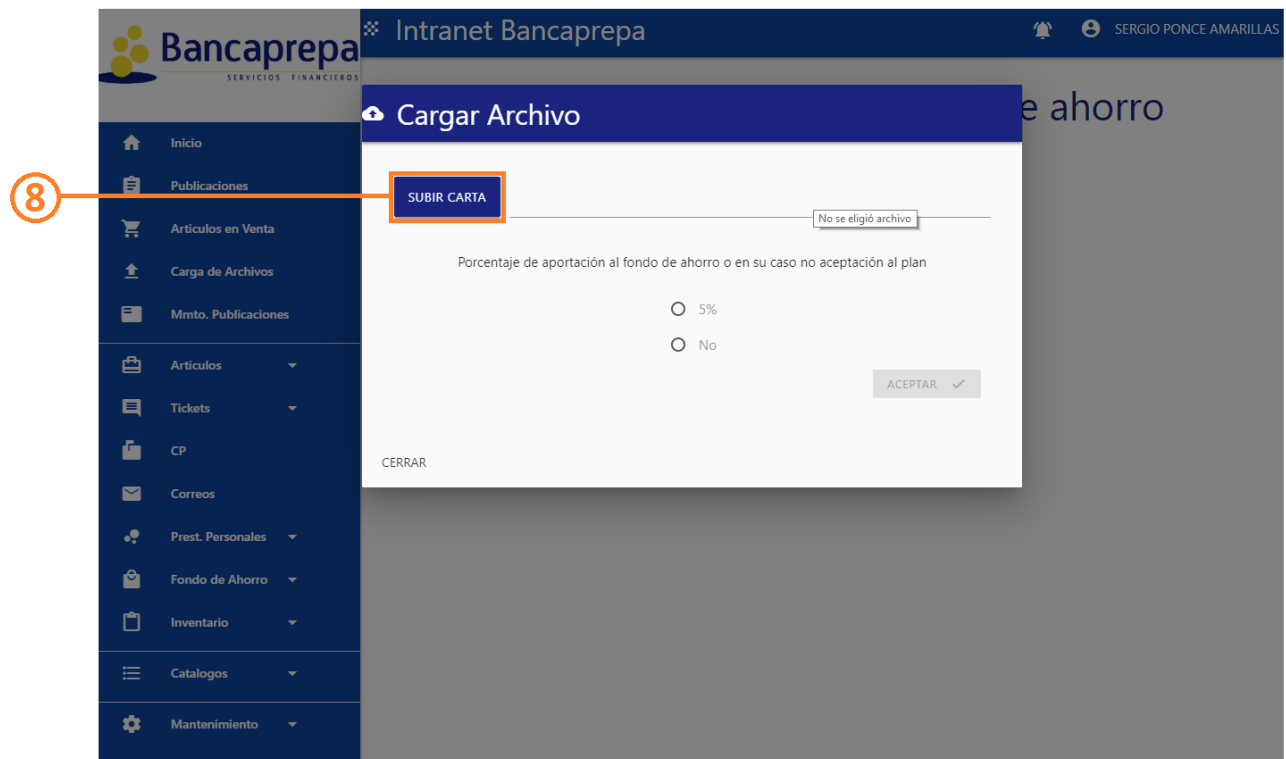 Bancaprepa
SERVICIOS FINANCIEROS
Intranet Bancaprepa
SERGIO PONCE AMARILLAS
e ahorro
Cargar Archivo
Inicio
Publicaciones
Articulos en Venta
Carga de Archivos
Mmto. Publicaciones
Articulos
Tickets
CP
Correos
Prest. Personales
Fondo de Ahorro
Inventario
Catalogos
Mantenimiento
8
SUBIR CARTA
No se eligió archivo
Porcentaje de aportación al fondo de ahorro o en su caso no aceptación al plan
5%
No
ACEPTAR
CERRAR